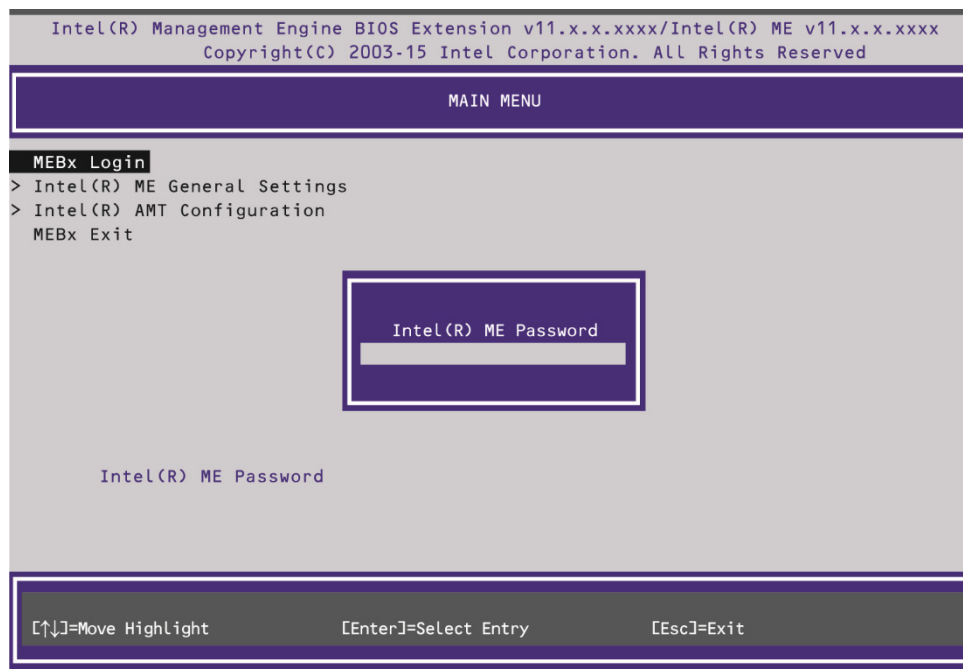 Intel(R) Management Engine BIOS Extension v11.x.x.xxxx/Intel(R) ME v11.x.x.xxxx
Copyright(C) 2003-15 Intel Corporation. All Rights Reserved
MAIN MENU
MEBx Login
> Intel(R) ME General Settings
> Intel(R) AMT Configuration
MEBx Exit
Intel(R) ME Password
Intel(R) ME Password
[↑↓]=Move Highlight [Enter]=Select Entry [Esc]=Exit